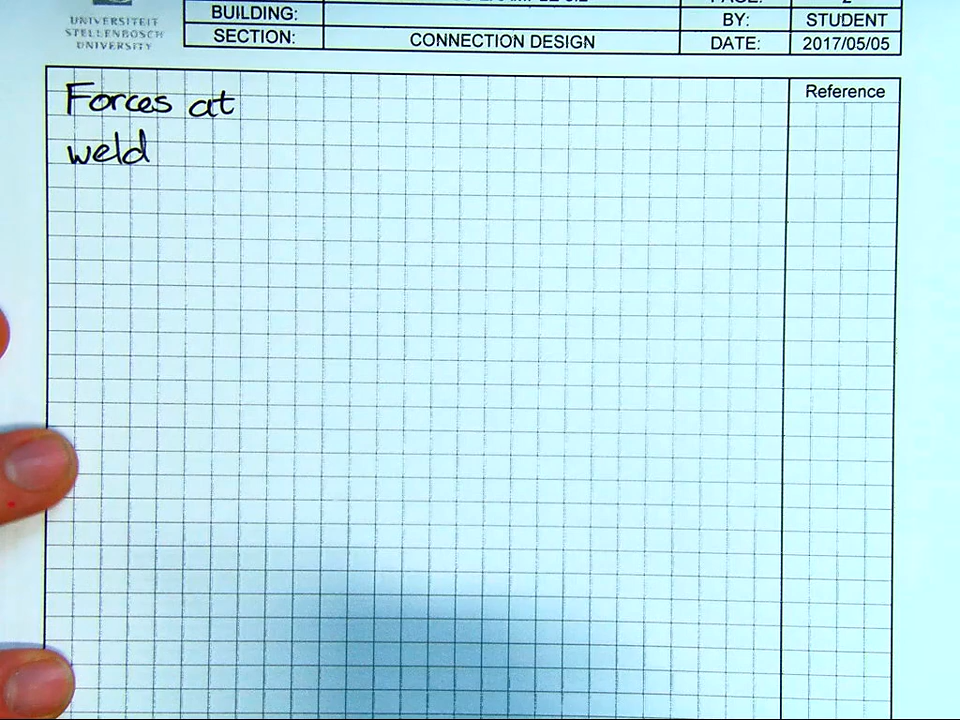 UNIVERSITEIT
STELLENBOSCH
UNIVERSITY
BUILDING:
BY:
STUDENT
SECTION:
CONNECTION DESIGN
DATE:
2017/05/05
Reference
Forces at
weld